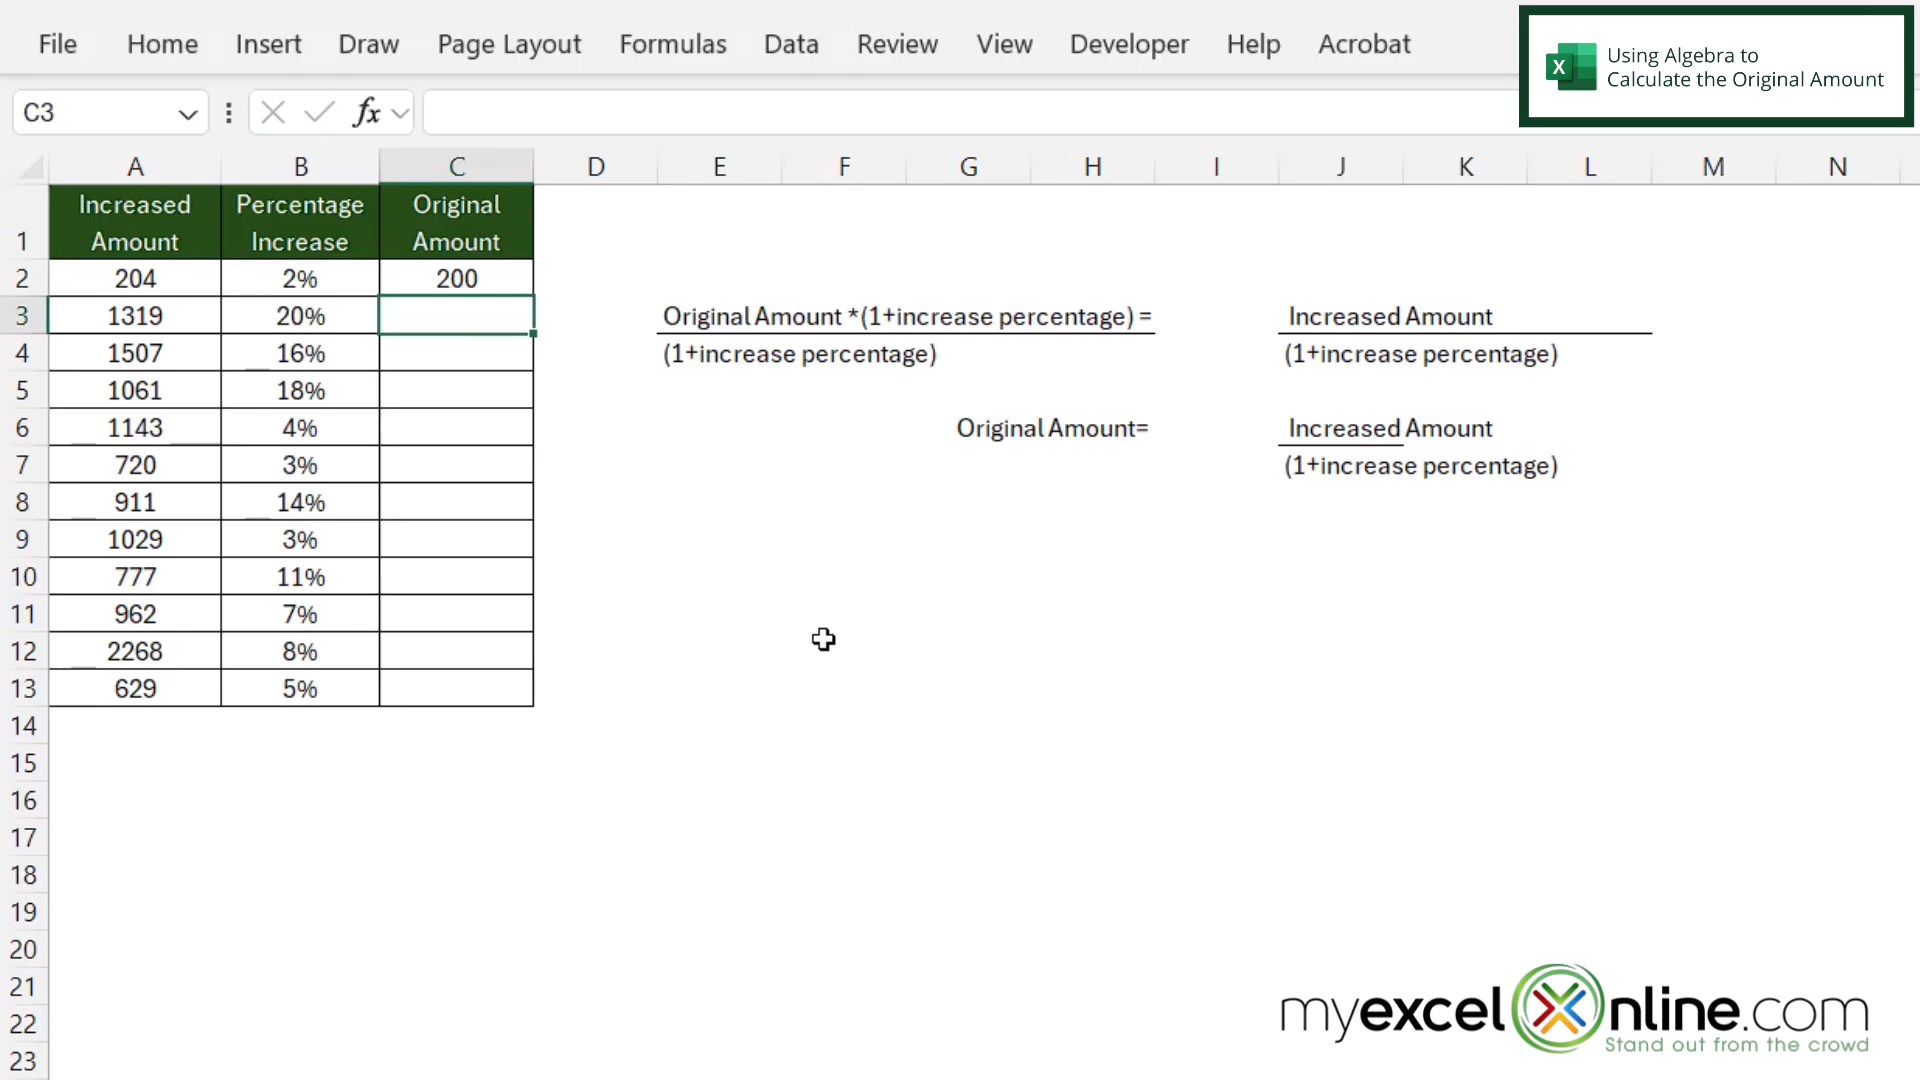 File Home Insert Draw Page Layout Formulas Data Review View Developer Help Acrobat
Using Algebra to
Calculate the Original Amount
C3 fx
A B C D E F G H I J K L M N
Increased Percentage Original
1 Amount Increase Amount
2 204 2% 200
3 1319 20% Original Amount *(1+increase percentage) = Increased Amount
4 1507 16% (1+increase percentage) (1+increase percentage)
5 1061 18%
6 1143 4% Original Amount= Increased Amount
7 720 3% (1+increase percentage)
8 911 14%
9 1029 3%
10 777 11%
11 962 7%
12 2268 8%
13 629 5%
14
15
16
17
18
19
20
21
22
23
myexcelonline.com
Stand out from the crowd